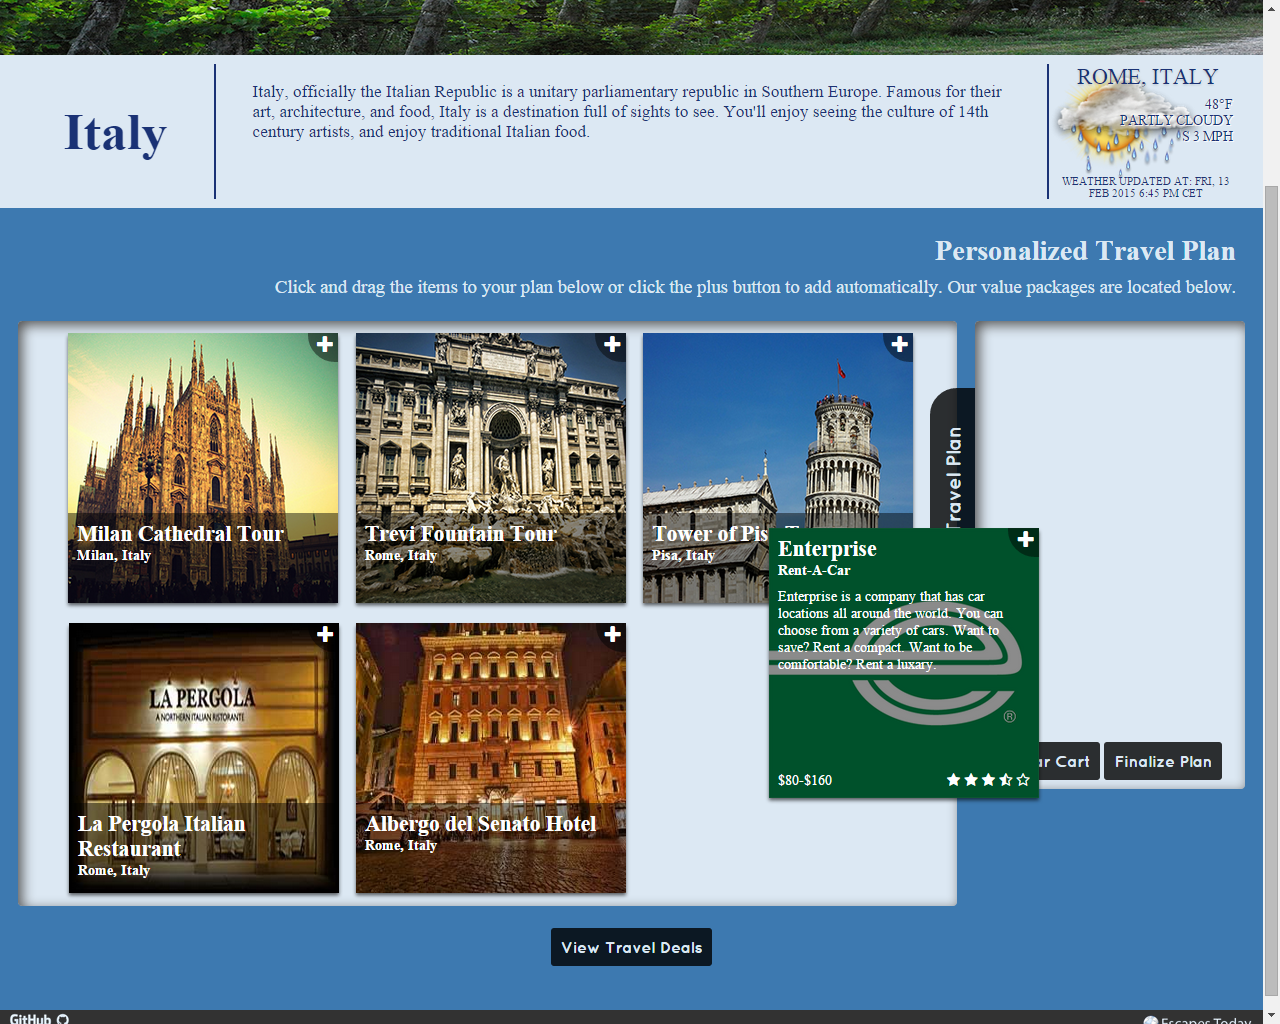 Italy
Italy, officially the Italian Republic is a unitary parliamentary republic in Southern Europe. Famous for their
art, architecture, and food, Italy is a destination full of sights to see. You'll enjoy seeing the culture of 14th
century artists, and enjoy traditional Italian food.
ROME, ITALY
48°F
PARTLY CLOUDY
S 3 MPH
WEATHER UPDATED AT: FRI, 13
FEB 2015 6:45 PM CET
Personalized Travel Plan
Click and drag the items to your plan below or click the plus button to add automatically. Our value packages are located below.
Milan Cathedral Tour
Milan, Italy
Trevi Fountain Tour
Rome, Italy
Tower of Pis
Pisa, Italy
Travel Plan
Enterprise
Rent-A-Car
Enterprise is a company that has car
locations all around the world. You can
choose from a variety of cars. Want to
save? Rent a compact. Want to be
comfortable? Rent a luxary.
®
$80-$160
LA PERGOLA
A NORTHERN ITALIAN RISTORANTE
La Pergola Italian
Restaurant
Rome, Italy
Albergo del Senato Hotel
Rome, Italy
ar Cart
Finalize Plan
View Travel Deals
GitHub
Escapes Today